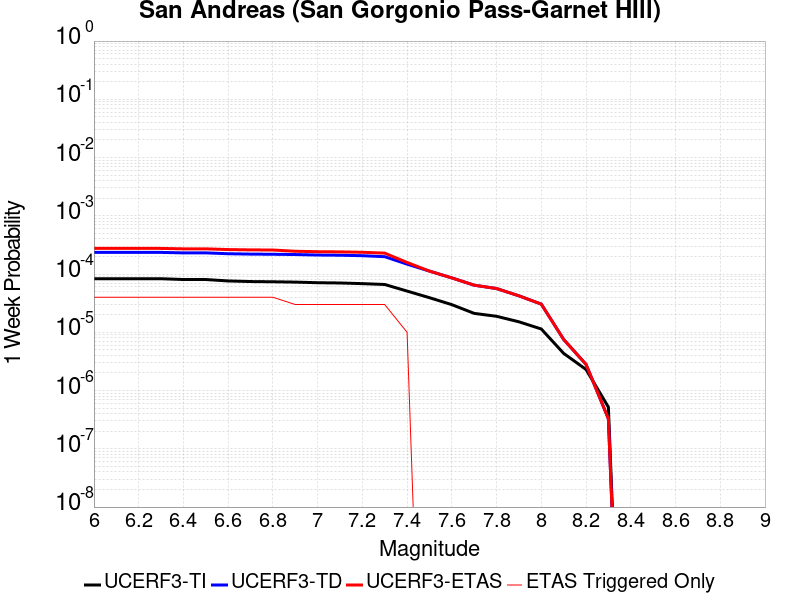 San Andreas (San Gorgonio Pass-Garnet HIll)
10^0
10^-1
10^-2
10^-3
10^-4
10^-5
10^-6
10^-7
10^-8
1 Week Probability
6 6.2 6.4 6.6 6.8 7 7.2 7.4 7.6 7.8 8 8.2 8.4 8.6 8.8 9
Magnitude
UCERF3-TI UCERF3-TD UCERF3-ETAS ETAS Triggered Only